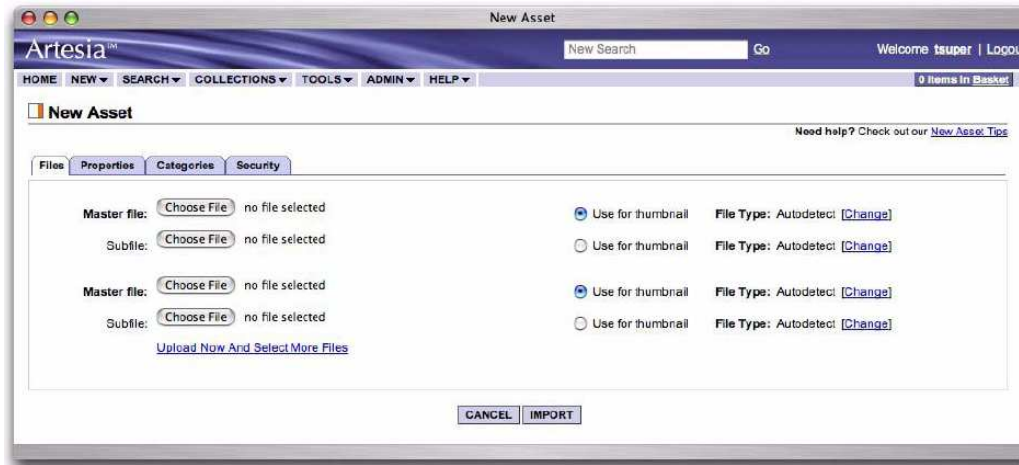 New Asset
Artesia™ New Search Go Welcome tsuper | Logou
HOME NEW SEARCH COLLECTIONS TOOLS ADMIN HELP 0 Items In Basket
New Asset
Need help? Check out our New Asset Tips
Files Properties Categories Security
Master file: Choose File no file selected Use for thumbnail File Type: Autodetect [Change]
Subfile: Choose File no file selected Use for thumbnail File Type: Autodetect [Change]
Master file: Choose File no file selected Use for thumbnail File Type: Autodetect [Change]
Subfile: Choose File no file selected Use for thumbnail File Type: Autodetect [Change]
Upload Now And Select More Files
CANCEL IMPORT